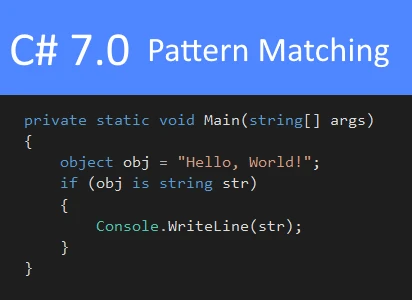 C# 7.0 Pattern Matching
private static void Main(string[] args)
{
    object obj = "Hello, World!";
    if (obj is string str)
    {
        Console.WriteLine(str);
    }
}